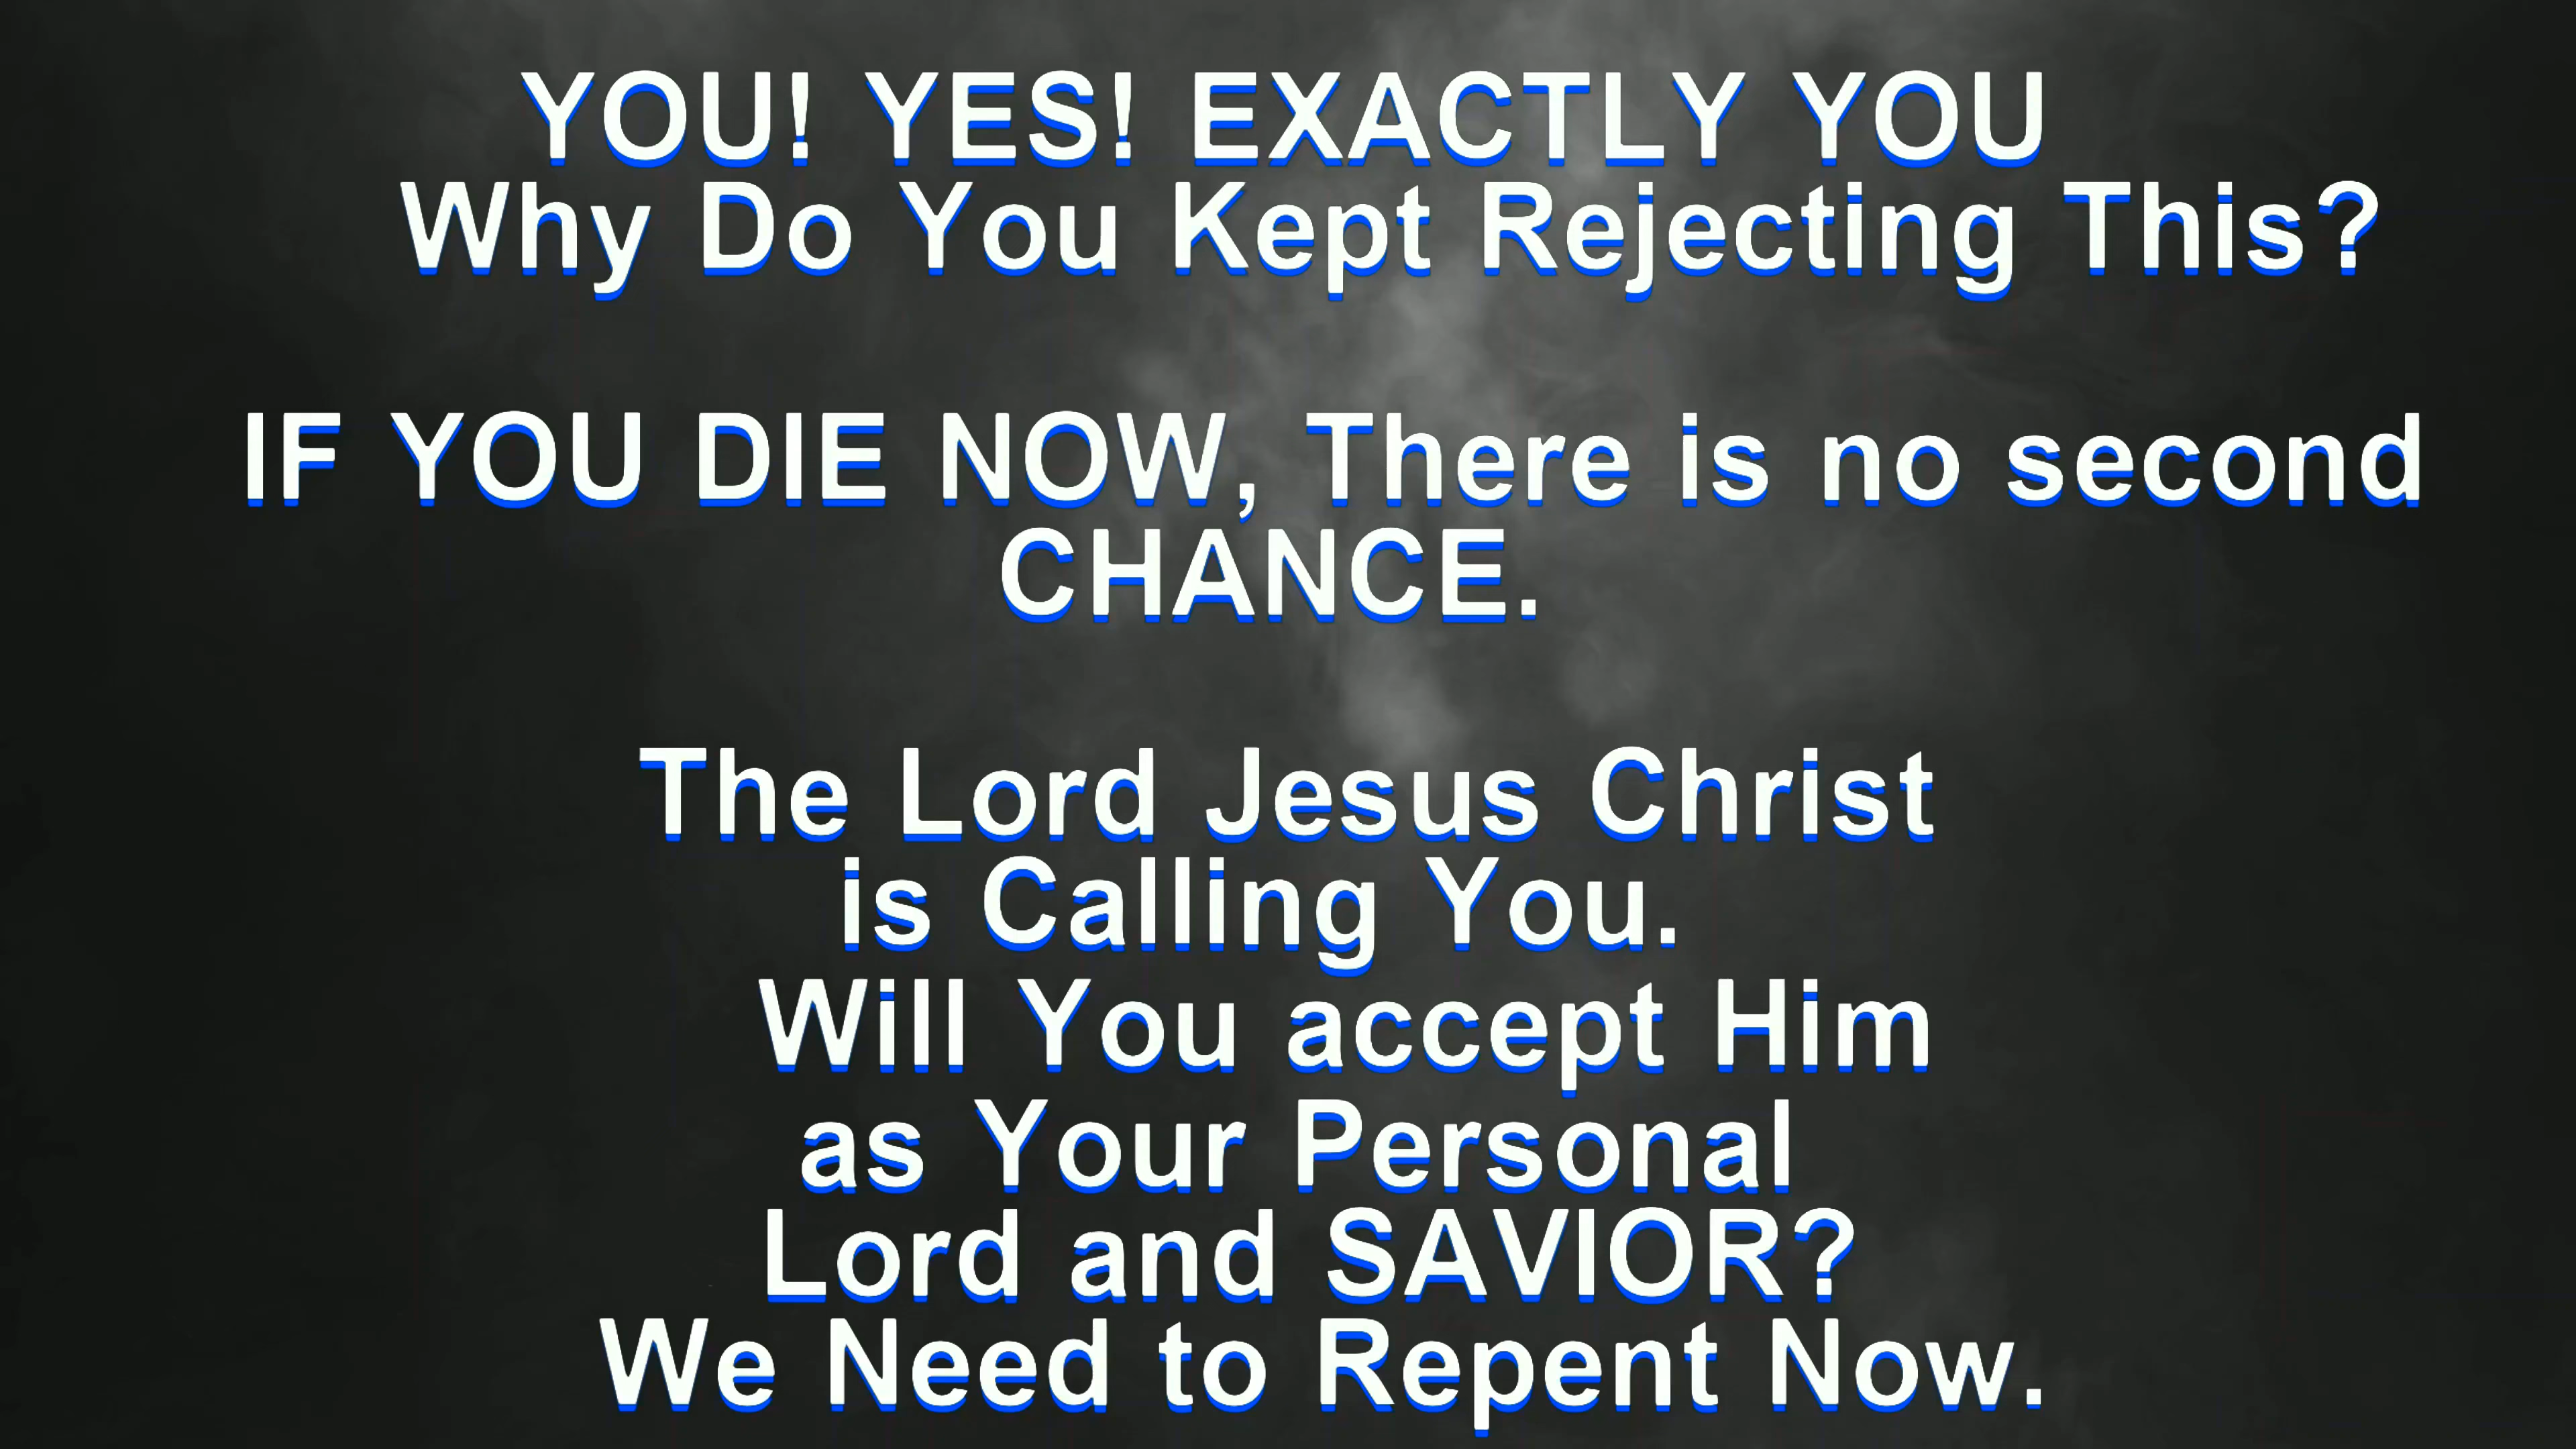 YOU! YES! EXACTLY YOU
Why Do You Kept Rejecting This?
IF YOU DIE NOW, There is no second
CHANCE.
The Lord Jesus Christ
is Calling You.
Will You accept Him
as Your Personal
Lord and SAVIOR?
We Need to Repent Now.